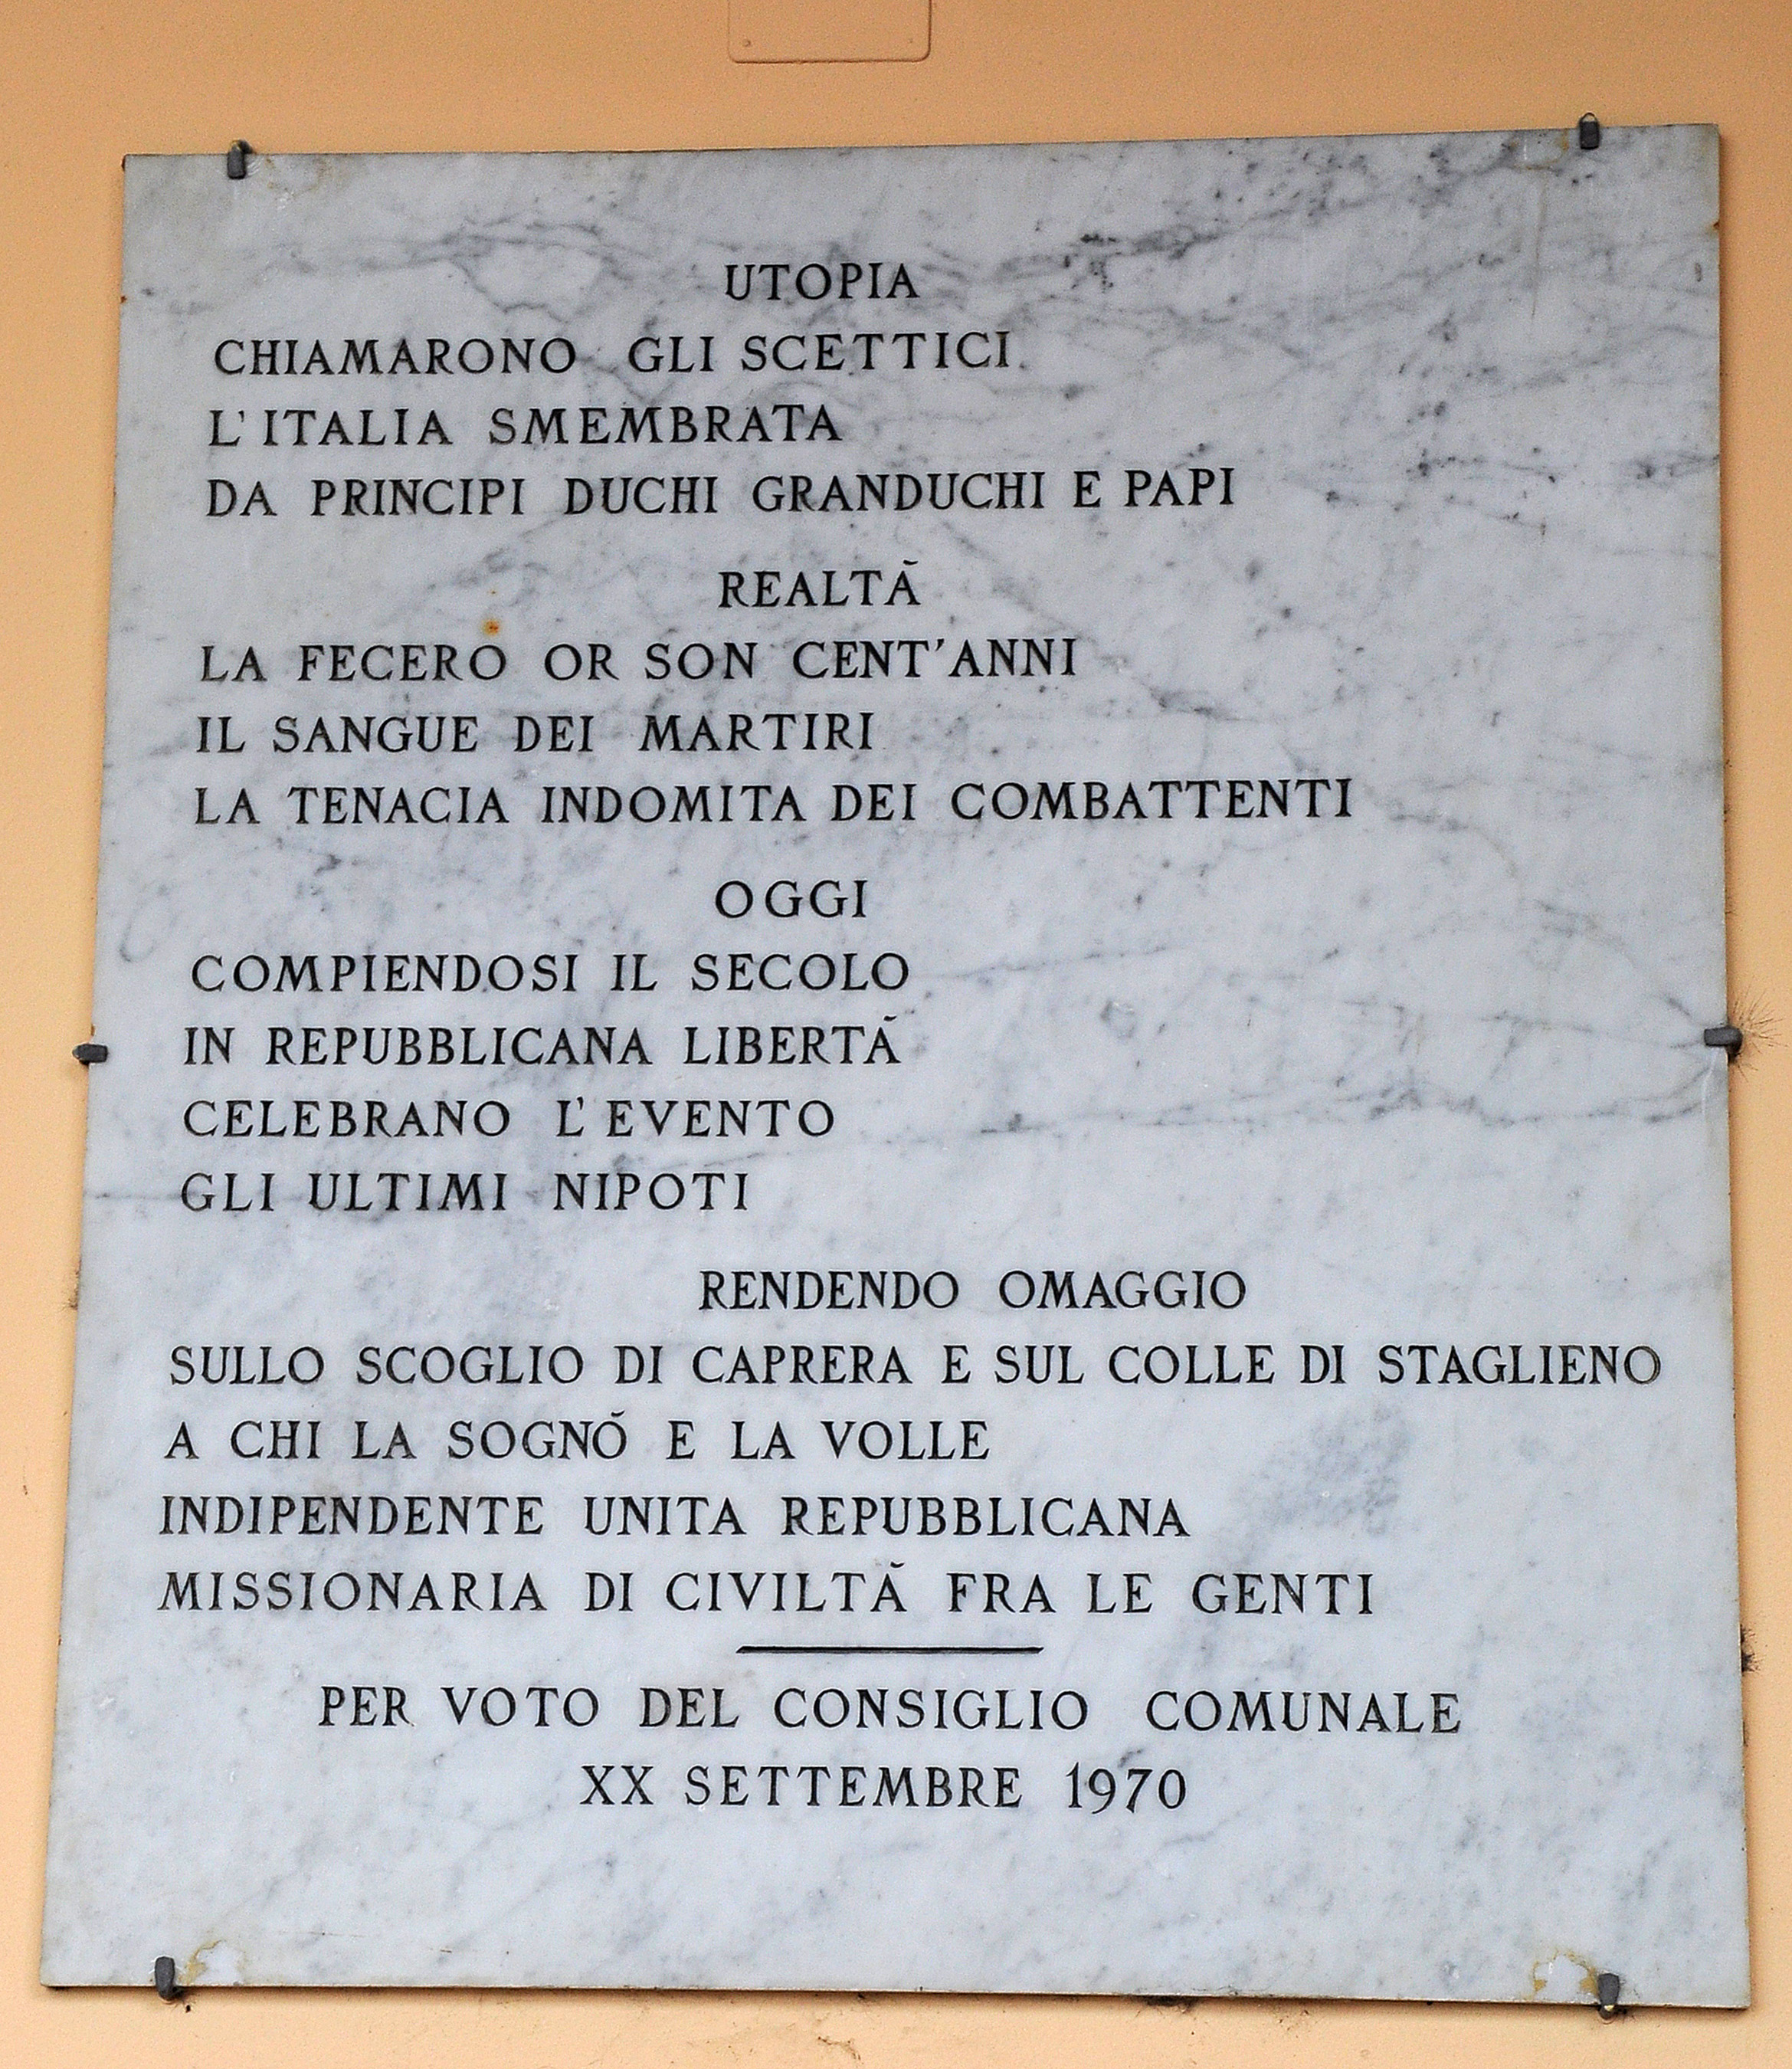 UTOPIA
CHIAMARONO GLI SCETTICI
L'ITALIA SMEMBRATA
DA PRINCIPI DUCHI GRANDUCHI E PAPI
REALTÀ
LA FECERO OR SON CENT'ANNI
IL SANGUE DEI MARTIRI
LA TENACIA INDOMITA DEI COMBATTENTI
OGGI
COMPIENDOSI IL SECOLO
IN REPUBBLICANA LIBERTÀ
CELEBRANO L'EVENTO
GLI ULTIMI NIPOTI
RENDENDO OMAGGIO
SULLO SCOGLIO DI CAPRERA E SUL COLLE DI STAGLIENO
A CHI LA SOGNÒ E LA VOLLE
INDIPENDENTE UNITA REPUBBLICANA
MISSIONARIA DI CIVILTÀ FRA LE GENTI
PER VOTO DEL CONSIGLIO COMUNALE
XX SETTEMBRE 1970